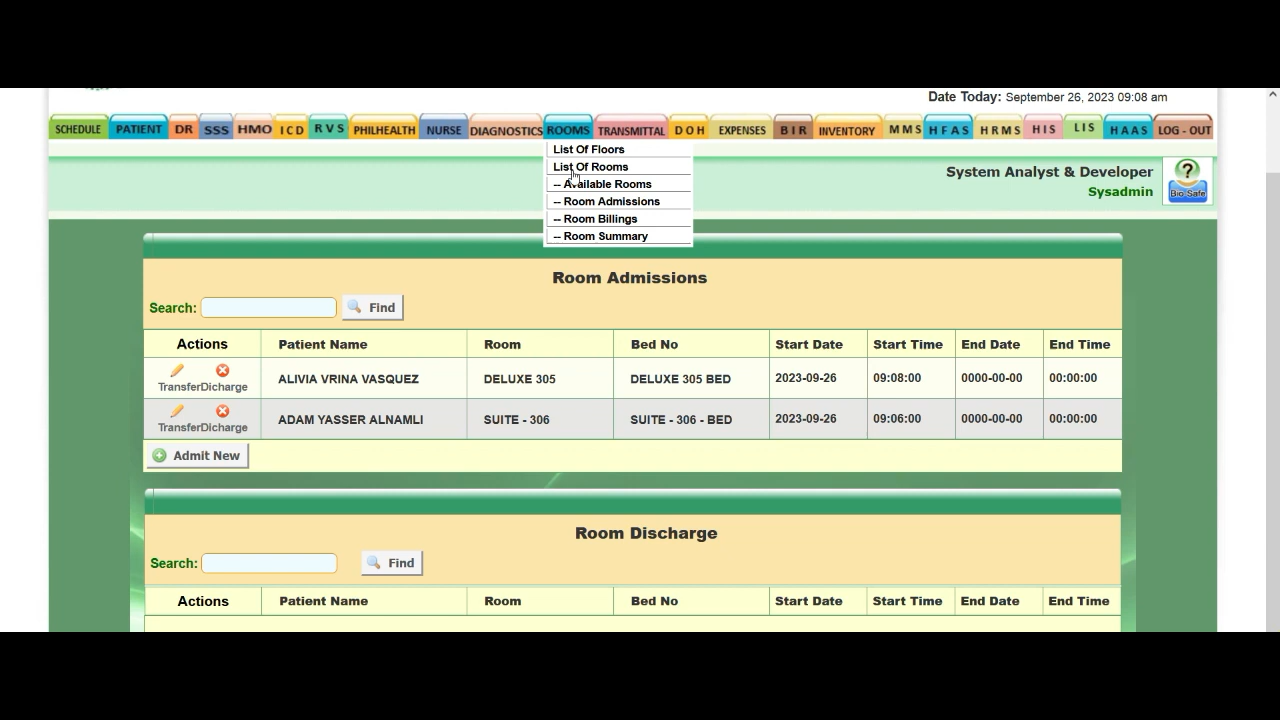 Date Today: September 26, 2023 09:08 am
SCHEDULE PATIENT DR SSS HMO ICD RVS PHILHEALTH NURSE DIAGNOSTICS ROOMS TRANSMITTAL DOH EXPENSES BIR INVENTORY MMS HFAS HRMS HIS LIS HAAS LOG - OUT
List Of Floors
List Of Rooms
-- Available Rooms
-- Room Admissions
-- Room Billings
-- Room Summary
System Analyst & Developer
Sysadmin
?
Bio-Safe
Room Admissions
Search: Find
Actions Patient Name Room Bed No Start Date Start Time End Date End Time
TransferDicharge ALIVIA VRINA VASQUEZ DELUXE 305 DELUXE 305 BED 2023-09-26 09:08:00 0000-00-00 00:00:00
TransferDicharge ADAM YASSER ALNAMLI SUITE - 306 SUITE - 306 - BED 2023-09-26 09:06:00 0000-00-00 00:00:00
Admit New
Room Discharge
Search: Find
Actions Patient Name Room Bed No Start Date Start Time End Date End Time